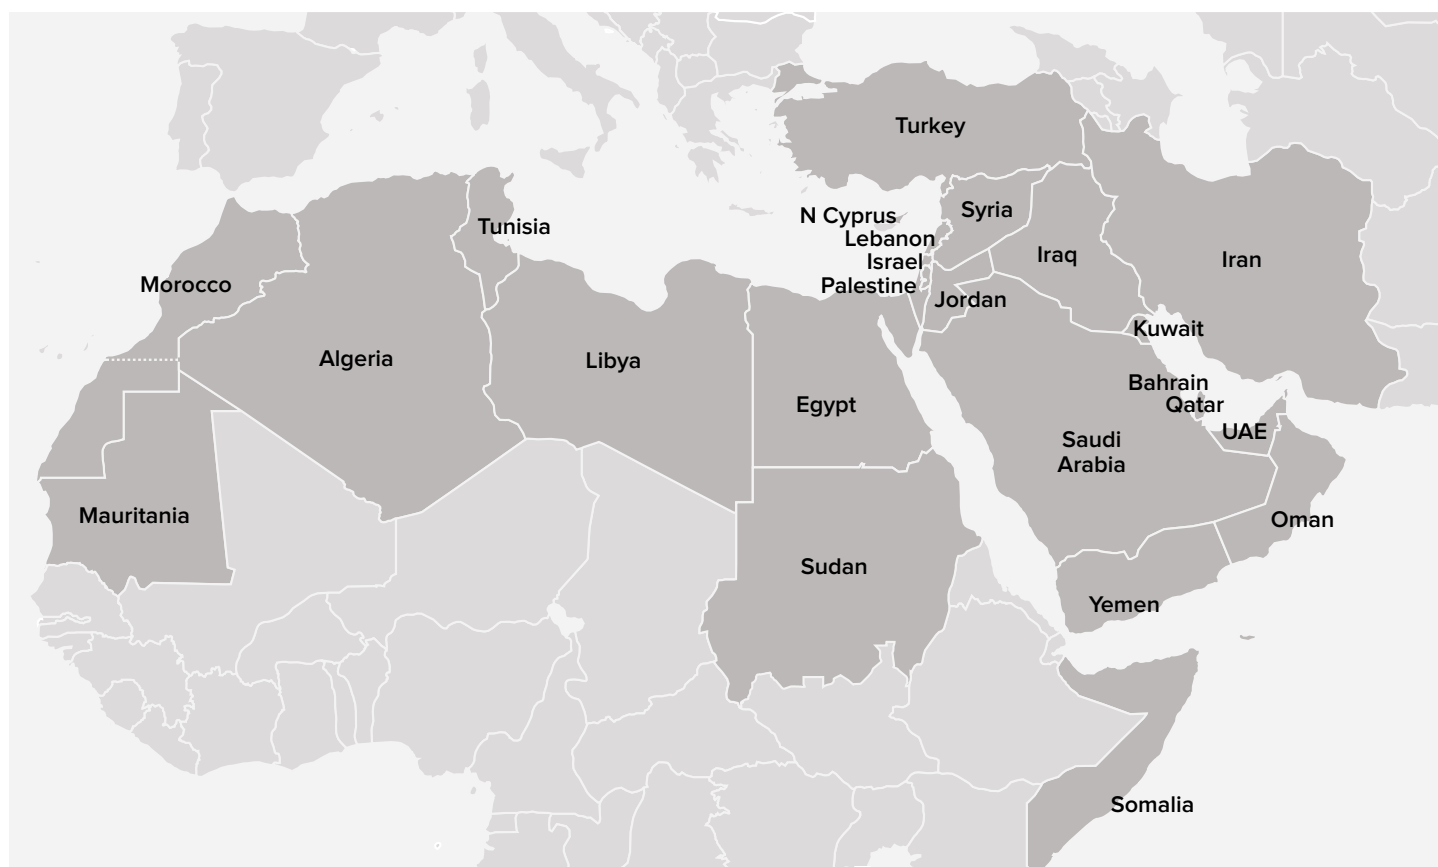 Turkey
N Cyprus
Syria
Tunisia
Lebanon
Iraq
Iran
Israel
Morocco
Palestine
Jordan
Kuwait
Algeria
Libya
Bahrain
Egypt
Qatar
UAE
Saudi
Arabia
Mauritania
Oman
Sudan
Yemen
Somalia